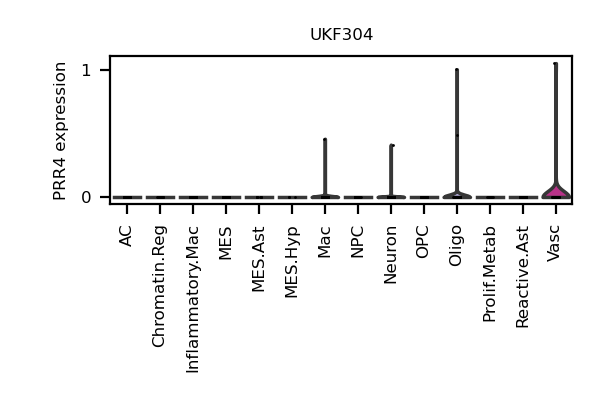 UKF304
PRR4 expression
1
0
AC
Chromatin.Reg
Inflammatory.Mac
MES
MES.Ast
MES.Hyp
Mac
NPC
Neuron
OPC
Oligo
Prolif.Metab
Reactive.Ast
Vasc